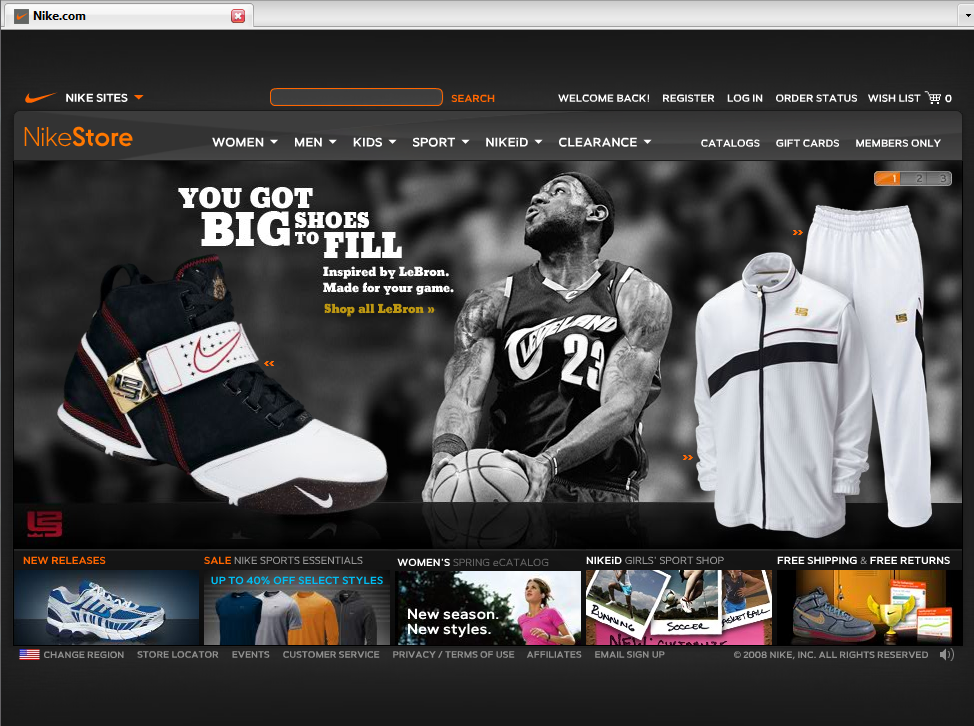 Nike.com
NIKE SITES
SEARCH
WELCOME BACK! REGISTER LOG IN ORDER STATUS WISH LIST 0
NikeStore
WOMEN MEN KIDS SPORT NIKEiD CLEARANCE CATALOGS GIFT CARDS MEMBERS ONLY
1 2 3
YOU GOT
BIG SHOES
TO FILL
Inspired by LeBron.
Made for your game.
Shop all LeBron »
CLEVELAND
23
NEW RELEASES
SALE NIKE SPORTS ESSENTIALS
UP TO 40% OFF SELECT STYLES
WOMEN'S SPRING eCATALOG
New season.
New styles.
NIKEiD GIRLS' SPORT SHOP
RUNNING
SOCCER
BASKETBALL
FREE SHIPPING & FREE RETURNS
CHANGE REGION STORE LOCATOR EVENTS CUSTOMER SERVICE PRIVACY / TERMS OF USE AFFILIATES EMAIL SIGN UP © 2008 NIKE, INC. ALL RIGHTS RESERVED